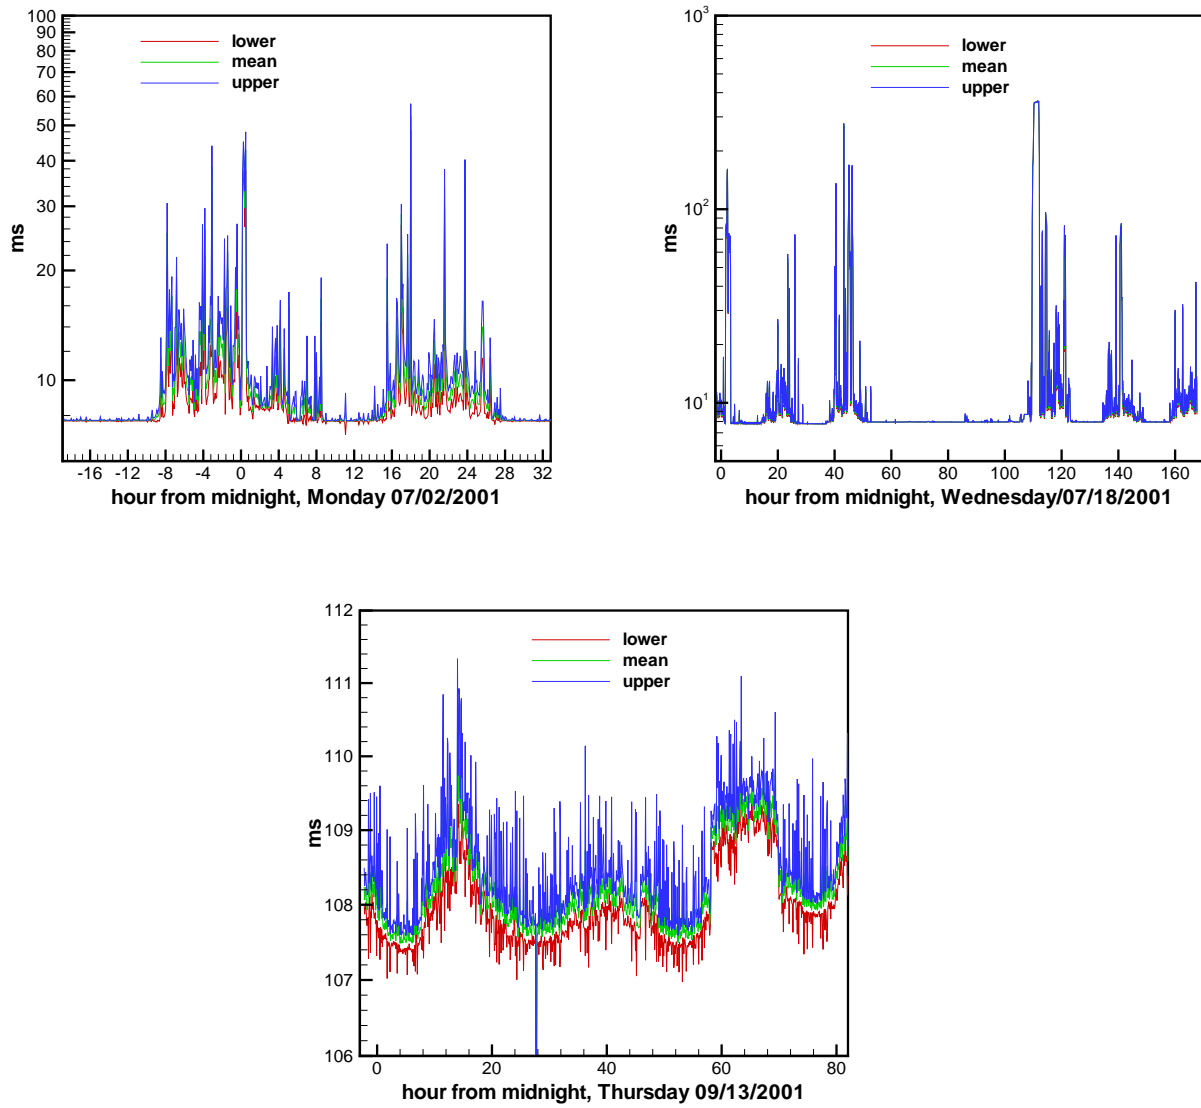 100
90
80
70
60
50
40
30
20
10
ms
lower
mean
upper
-16 -12 -8 -4 0 4 8 12 16 20 24 28 32
hour from midnight, Monday 07/02/2001
10³
10²
10¹
ms
lower
mean
upper
0 20 40 60 80 100 120 140 160
hour from midnight, Wednesday/07/18/2001
112
111
110
109
108
107
106
ms
lower
mean
upper
0 20 40 60 80
hour from midnight, Thursday 09/13/2001